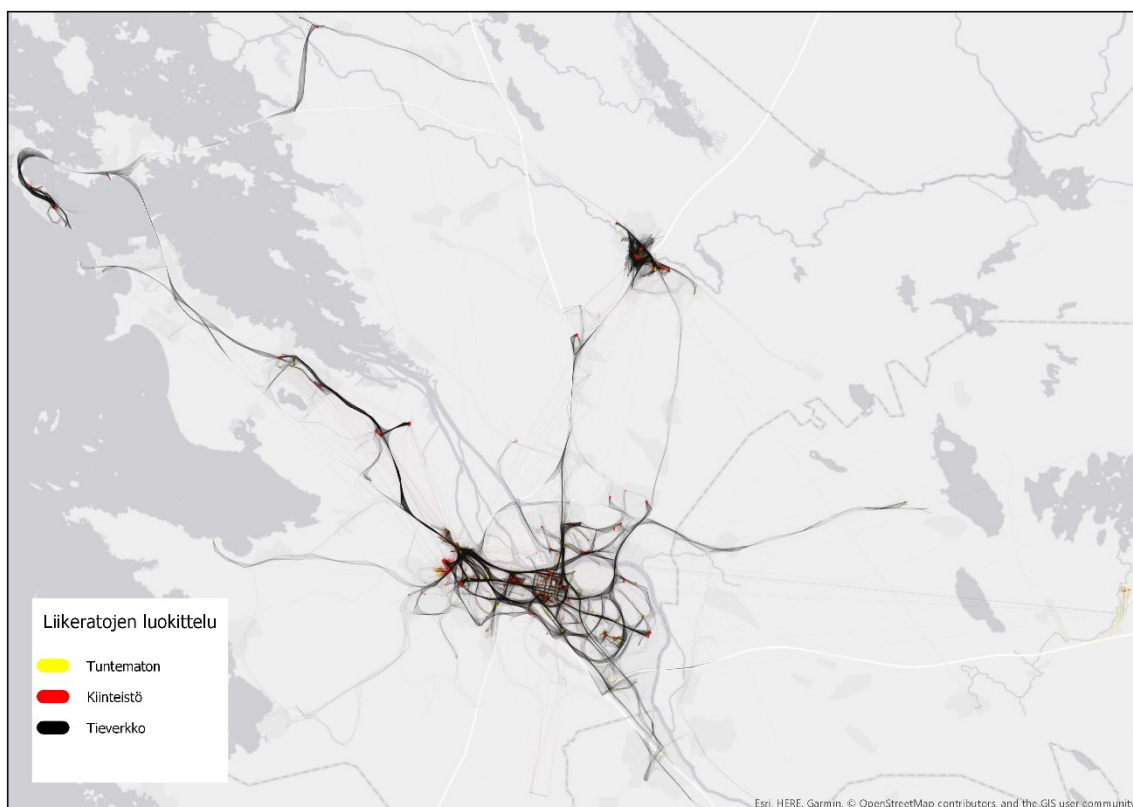 Liikeratojen luokittelu
Tuntematon
Kiinteistö
Tieverkko
Esri, HERE, Garmin, © OpenStreetMap contributors, and the GIS user community